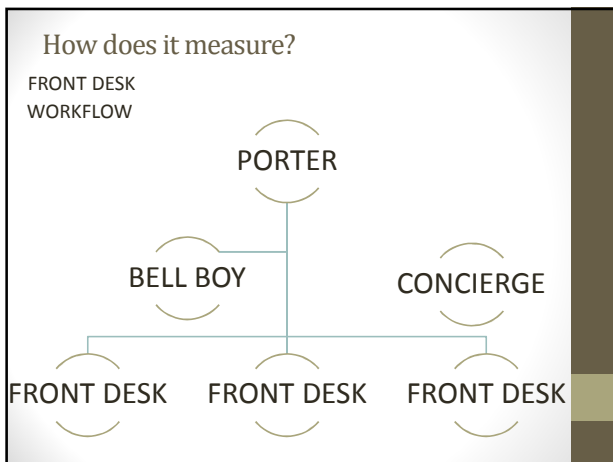 How does it measure?
FRONT DESK
WORKFLOW
PORTER
BELL BOY
CONCIERGE
FRONT DESK
FRONT DESK
FRONT DESK